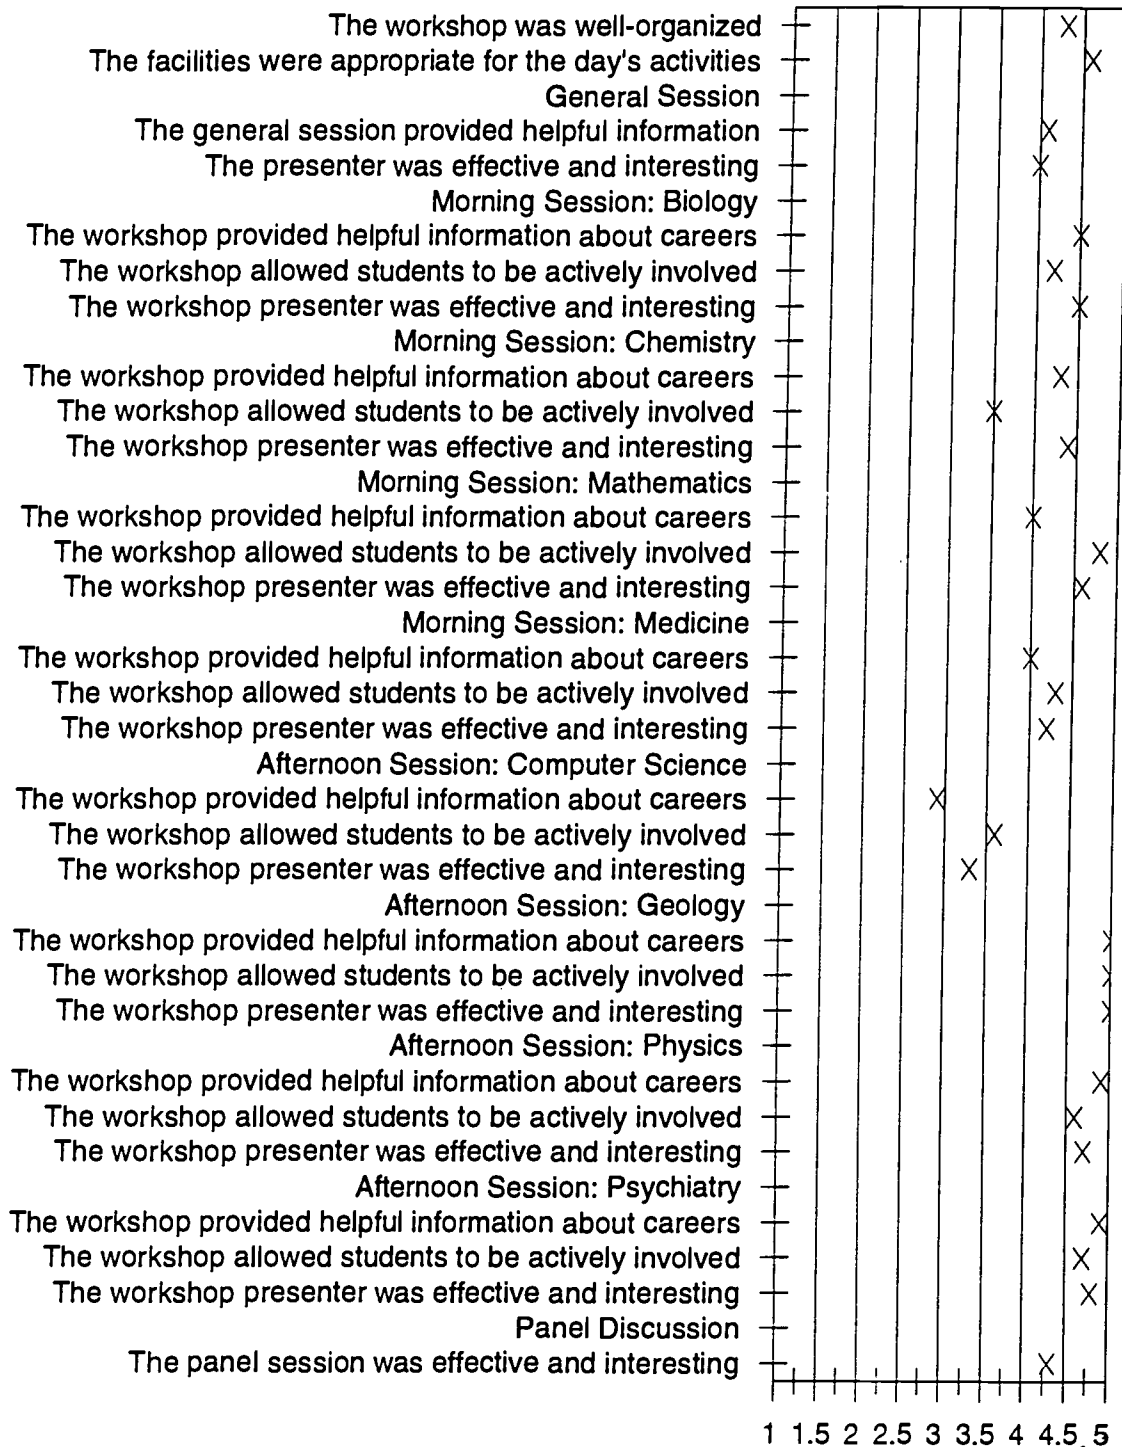 The workshop was well-organized
The facilities were appropriate for the day's activities
General Session
The general session provided helpful information
The presenter was effective and interesting
Morning Session: Biology
The workshop provided helpful information about careers
The workshop allowed students to be actively involved
The workshop presenter was effective and interesting
Morning Session: Chemistry
The workshop provided helpful information about careers
The workshop allowed students to be actively involved
The workshop presenter was effective and interesting
Morning Session: Mathematics
The workshop provided helpful information about careers
The workshop allowed students to be actively involved
The workshop presenter was effective and interesting
Morning Session: Medicine
The workshop provided helpful information about careers
The workshop allowed students to be actively involved
The workshop presenter was effective and interesting
Afternoon Session: Computer Science
The workshop provided helpful information about careers
The workshop allowed students to be actively involved
The workshop presenter was effective and interesting
Afternoon Session: Geology
The workshop provided helpful information about careers
The workshop allowed students to be actively involved
The workshop presenter was effective and interesting
Afternoon Session: Physics
The workshop provided helpful information about careers
The workshop allowed students to be actively involved
The workshop presenter was effective and interesting
Afternoon Session: Psychiatry
The workshop provided helpful information about careers
The workshop allowed students to be actively involved
The workshop presenter was effective and interesting
Panel Discussion
The panel session was effective and interesting
1 1.5 2 2.5 3 3.5 4 4.5 5